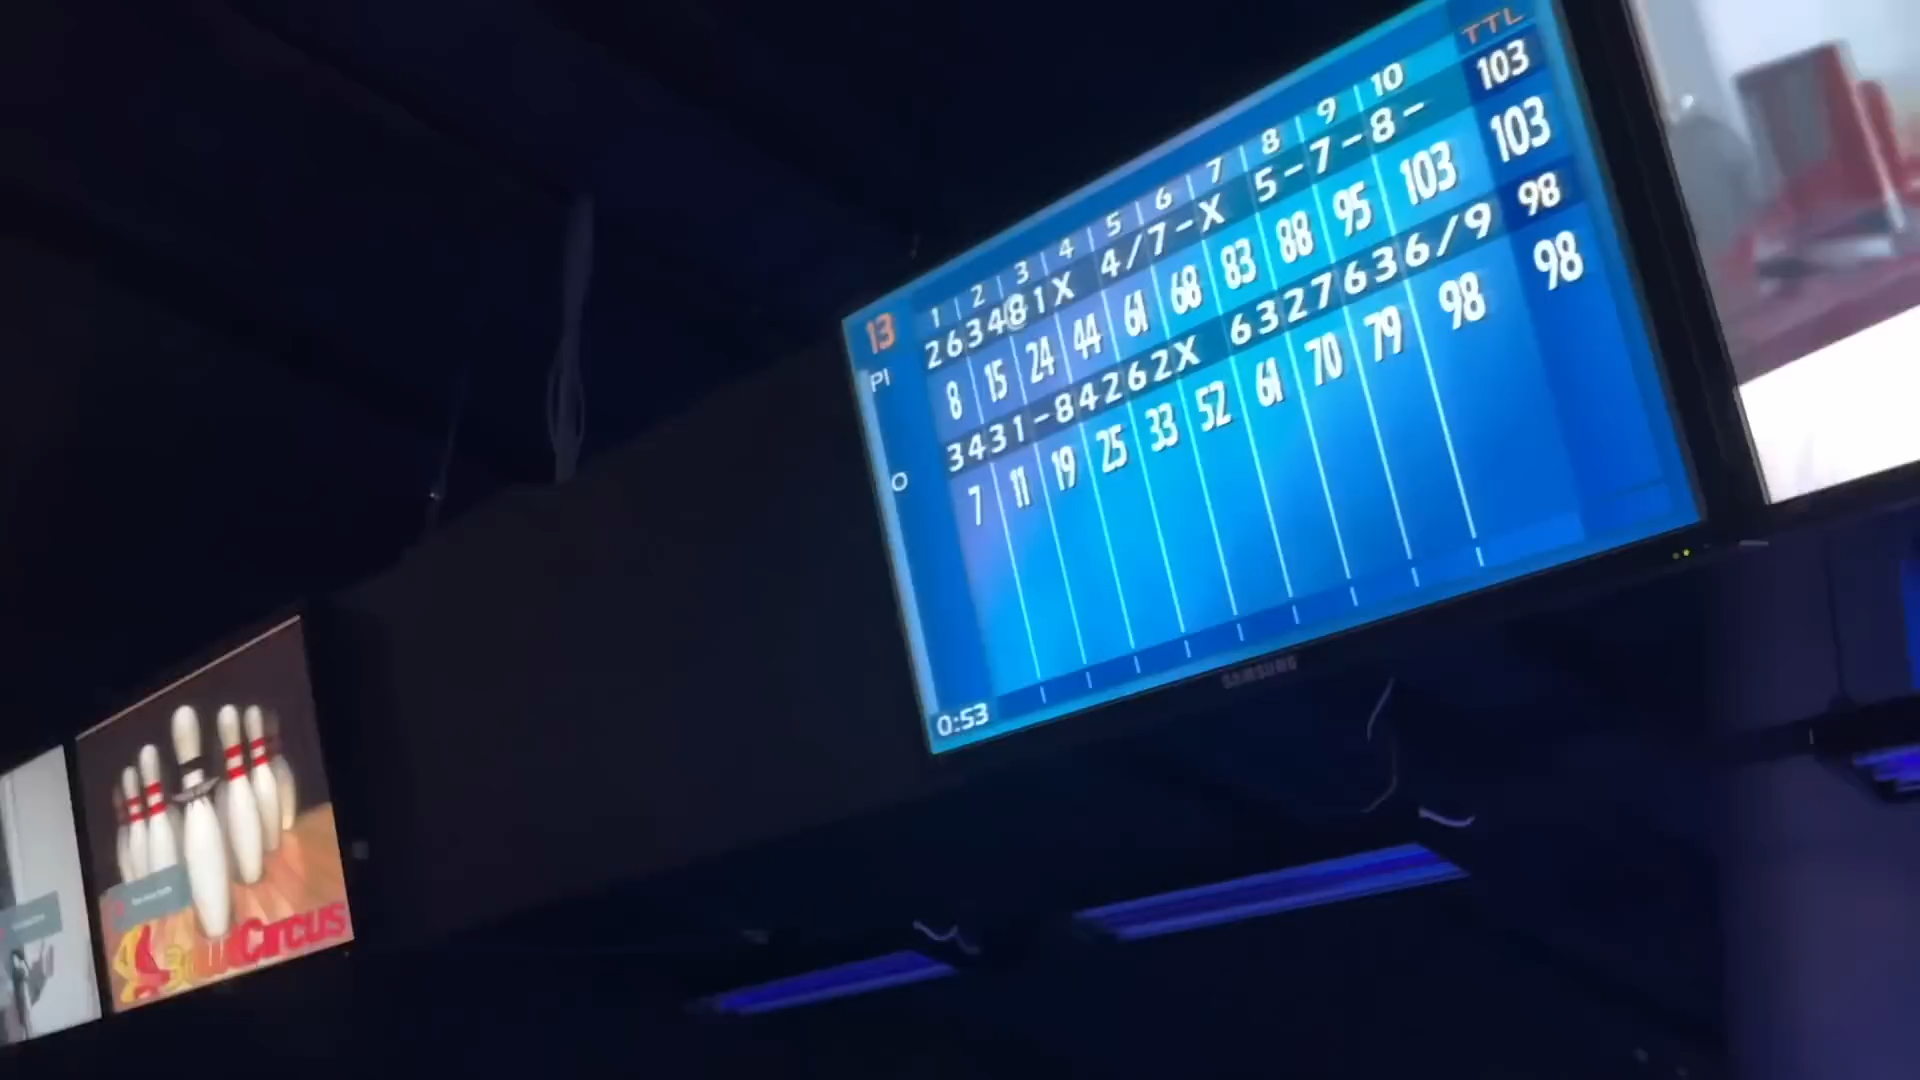 1 2 3 4 5 6 7 8 9 10 TTL
13 2 6 3 4 8 1 X 4 / 7 - X 5 - 7 - 8 - 103
PI 8 15 24 44 61 68 83 88 95 103 103
3 4 3 1 - 8 4 2 6 2 X 6 3 2 7 6 3 6 / 9 98
O 7 11 19 25 33 52 61 70 79 98 98
0:53
SAMSUNG
Circus